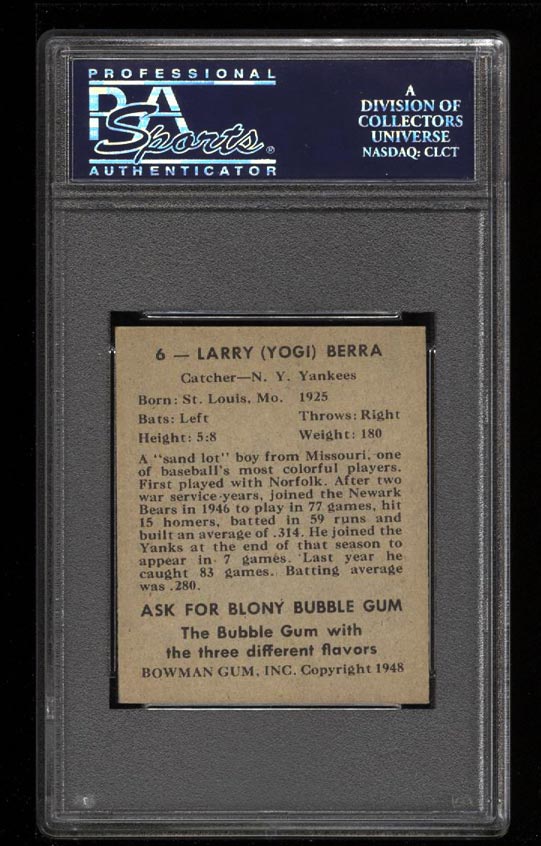 PROFESSIONAL
PSA
Sports®
AUTHENTICATOR
A
DIVISION OF
COLLECTORS
UNIVERSE
NASDAQ: CLCT
6 — LARRY (YOGI) BERRA
Catcher—N. Y. Yankees
Born: St. Louis, Mo. 1925
Bats: Left Throws: Right
Height: 5:8 Weight: 180
A "sand lot" boy from Missouri, one
of baseball's most colorful players.
First played with Norfolk. After two
war service years, joined the Newark
Bears in 1946 to play in 77 games, hit
15 homers, batted in 59 runs and
built an average of .314. He joined the
Yanks at the end of that season to
appear in 7 games. Last year he
caught 83 games. Batting average
was .280.
ASK FOR BLONY BUBBLE GUM
The Bubble Gum with
the three different flavors
BOWMAN GUM, INC. Copyright 1948